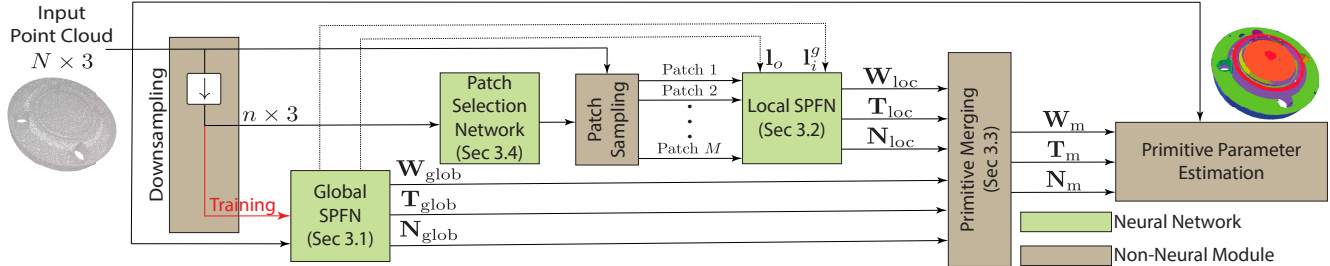 Input
Point Cloud
N × 3
Downsampling
↓
n × 3
Training
Global
SPFN
(Sec 3.1)
Patch
Selection
Network
(Sec 3.4)
Patch
Sampling
Patch 1
Patch 2
Patch M
l_o
l_i^g
Local SPFN
(Sec 3.2)
W_loc
T_loc
N_loc
W_glob
T_glob
N_glob
Primitive Merging
(Sec 3.3)
W_m
T_m
N_m
Primitive Parameter
Estimation
Neural Network
Non-Neural Module